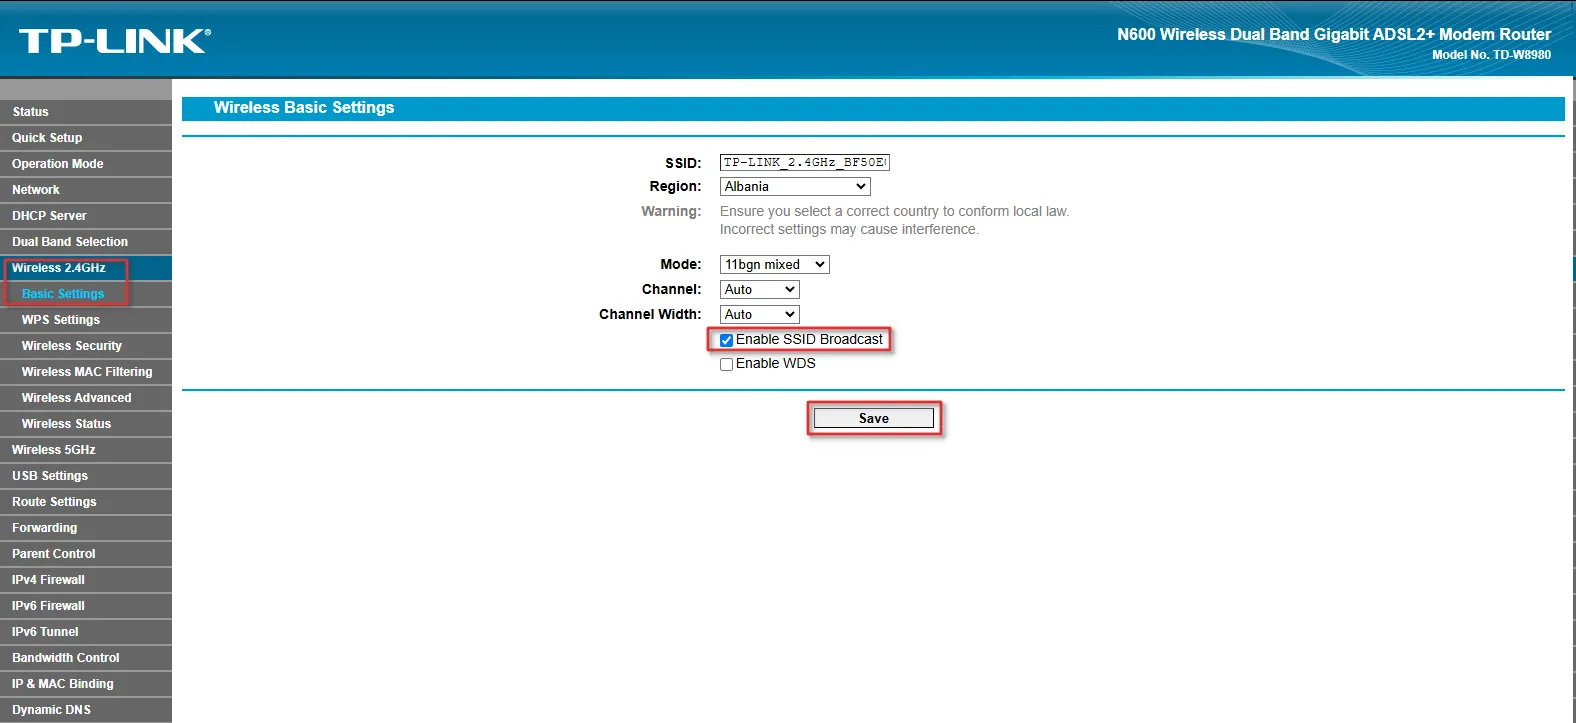 TP-LINK®
N600 Wireless Dual Band Gigabit ADSL2+ Modem Router
Model No. TD-W8980
Status
Quick Setup
Operation Mode
Network
DHCP Server
Dual Band Selection
Wireless 2.4GHz
Basic Settings
WPS Settings
Wireless Security
Wireless MAC Filtering
Wireless Advanced
Wireless Status
Wireless 5GHz
USB Settings
Route Settings
Forwarding
Parent Control
IPv4 Firewall
IPv6 Firewall
IPv6 Tunnel
Bandwidth Control
IP & MAC Binding
Dynamic DNS
Wireless Basic Settings
SSID: TP-LINK_2.4GHz_BF50E
Region: Albania
Warning: Ensure you select a correct country to conform local law.
Incorrect settings may cause interference.
Mode: 11bgn mixed
Channel: Auto
Channel Width: Auto
Enable SSID Broadcast
Enable WDS
Save